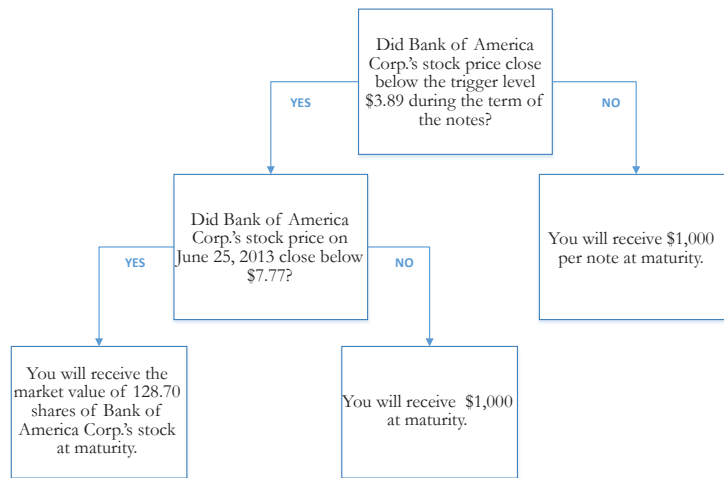 Did Bank of America
Corp.'s stock price close
below the trigger level
$3.89 during the term of
the notes?
YES
NO
Did Bank of America
Corp.'s stock price on
June 25, 2013 close below
$7.77?
You will receive $1,000
per note at maturity.
YES
NO
You will receive the
market value of 128.70
shares of Bank of
America Corp.'s stock
at maturity.
You will receive $1,000
at maturity.